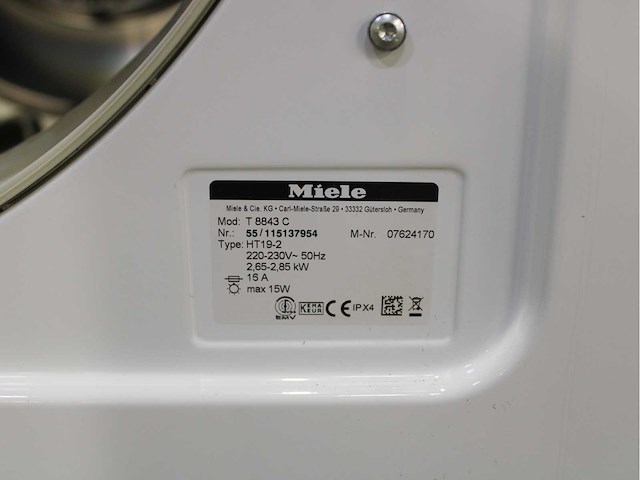 Miele
Miele & Cie. KG • Carl-Miele-Straße 29 • 33332 Gütersloh • Germany
Mod: T 8843 C
Nr.: 55/115137954 M-Nr. 07624170
Type: HT19-2
220-230V~ 50Hz
2,65-2,85 kW
16 A
max 15W
EMV KEMA KEUR CE IPX4